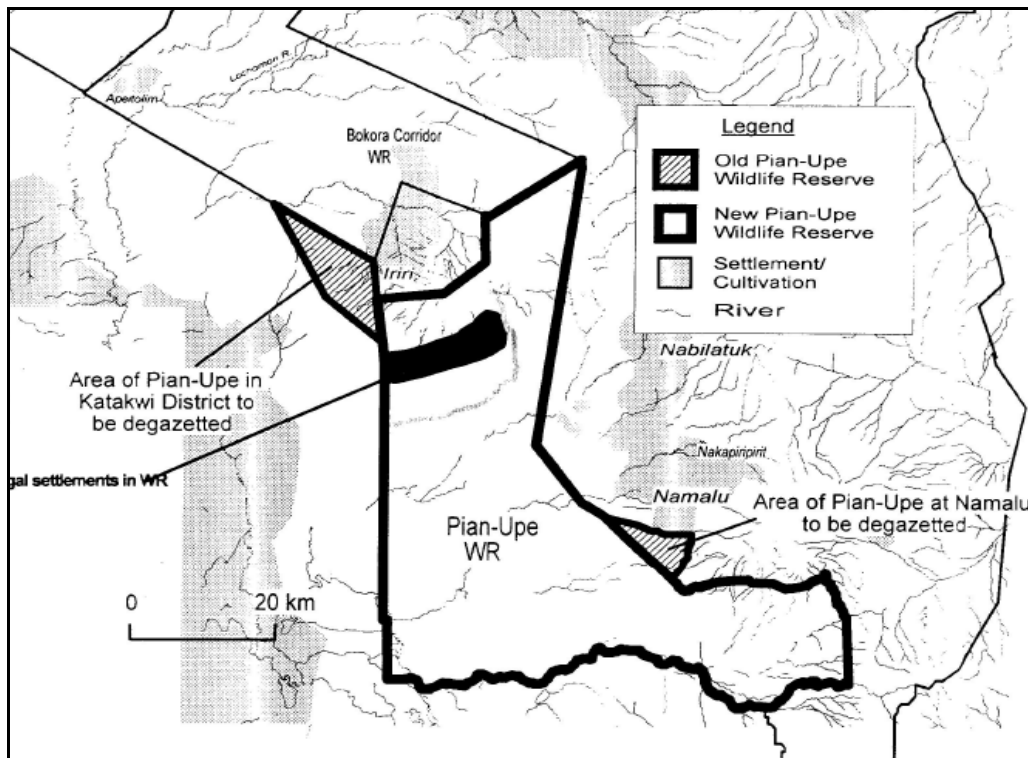 Lochoman R.
Apeitolim
Bokora Corridor
WR
Legend
Old Pian-Upe
Wildlife Reserve
New Pian-Upe
Wildlife Reserve
Settlement/
Cultivation
River
Iriri
Nabilatuk
Area of Pian-Upe in
Katakwi District to
be degazetted
gal settlements in WR
Nakapiripirit
Namalu
Area of Pian-Upe at Namalu
to be degazetted
Pian-Upe
WR
0 20 km